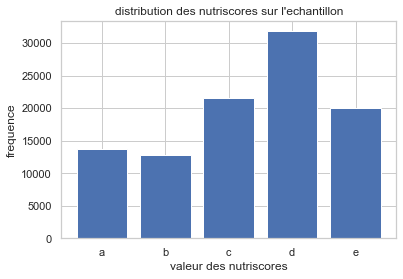 distribution des nutriscores sur l'echantillon
frequence
30000
25000
20000
15000
10000
5000
0
a b c d e
valeur des nutriscores